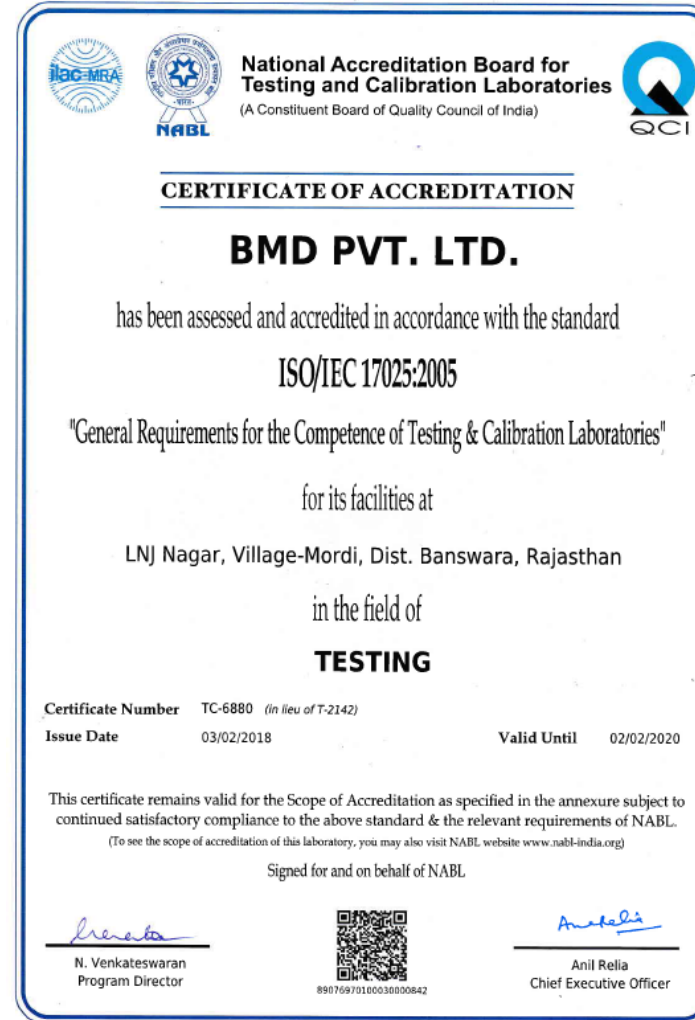 ilac-MRA
NABL
National Accreditation Board for
Testing and Calibration Laboratories
(A Constituent Board of Quality Council of India)
QCI
CERTIFICATE OF ACCREDITATION
BMD PVT. LTD.
has been assessed and accredited in accordance with the standard
ISO/IEC 17025:2005
"General Requirements for the Competence of Testing & Calibration Laboratories"
for its facilities at
LNJ Nagar, Village-Mordi, Dist. Banswara, Rajasthan
in the field of
TESTING
Certificate Number TC-6880 (in lieu of T-2142)
Issue Date 03/02/2018 Valid Until 02/02/2020
This certificate remains valid for the Scope of Accreditation as specified in the annexure subject to
continued satisfactory compliance to the above standard & the relevant requirements of NABL.
(To see the scope of accreditation of this laboratory, you may also visit NABL website www.nabl-india.org)
Signed for and on behalf of NABL
N. Venkateswaran
Program Director
89076970100030000842
Anil Relia
Chief Executive Officer